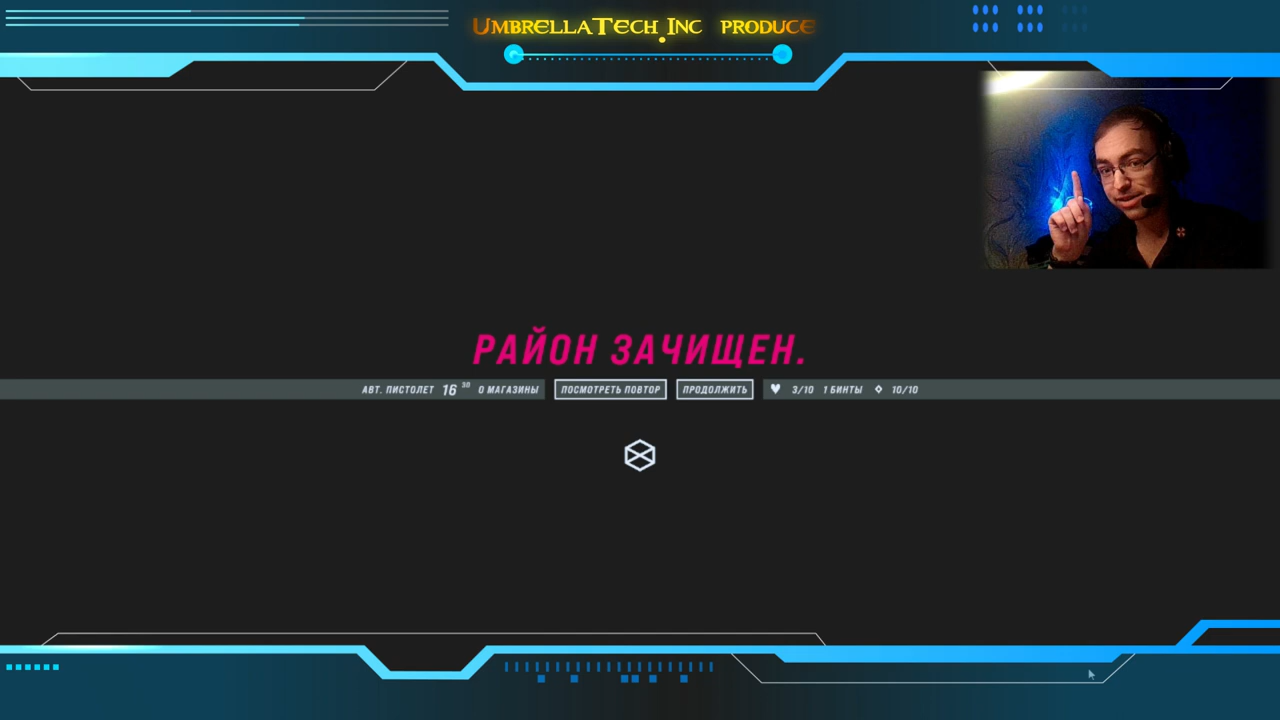 UmbrellaTech.Inc produce
РАЙОН ЗАЧИЩЕН.
АВТ. ПИСТОЛЕТ 16 30 0 МАГАЗИНЫ ПОСМОТРЕТЬ ПОВТОР ПРОДОЛЖИТЬ 3/10 1 БИНТЫ 10/10